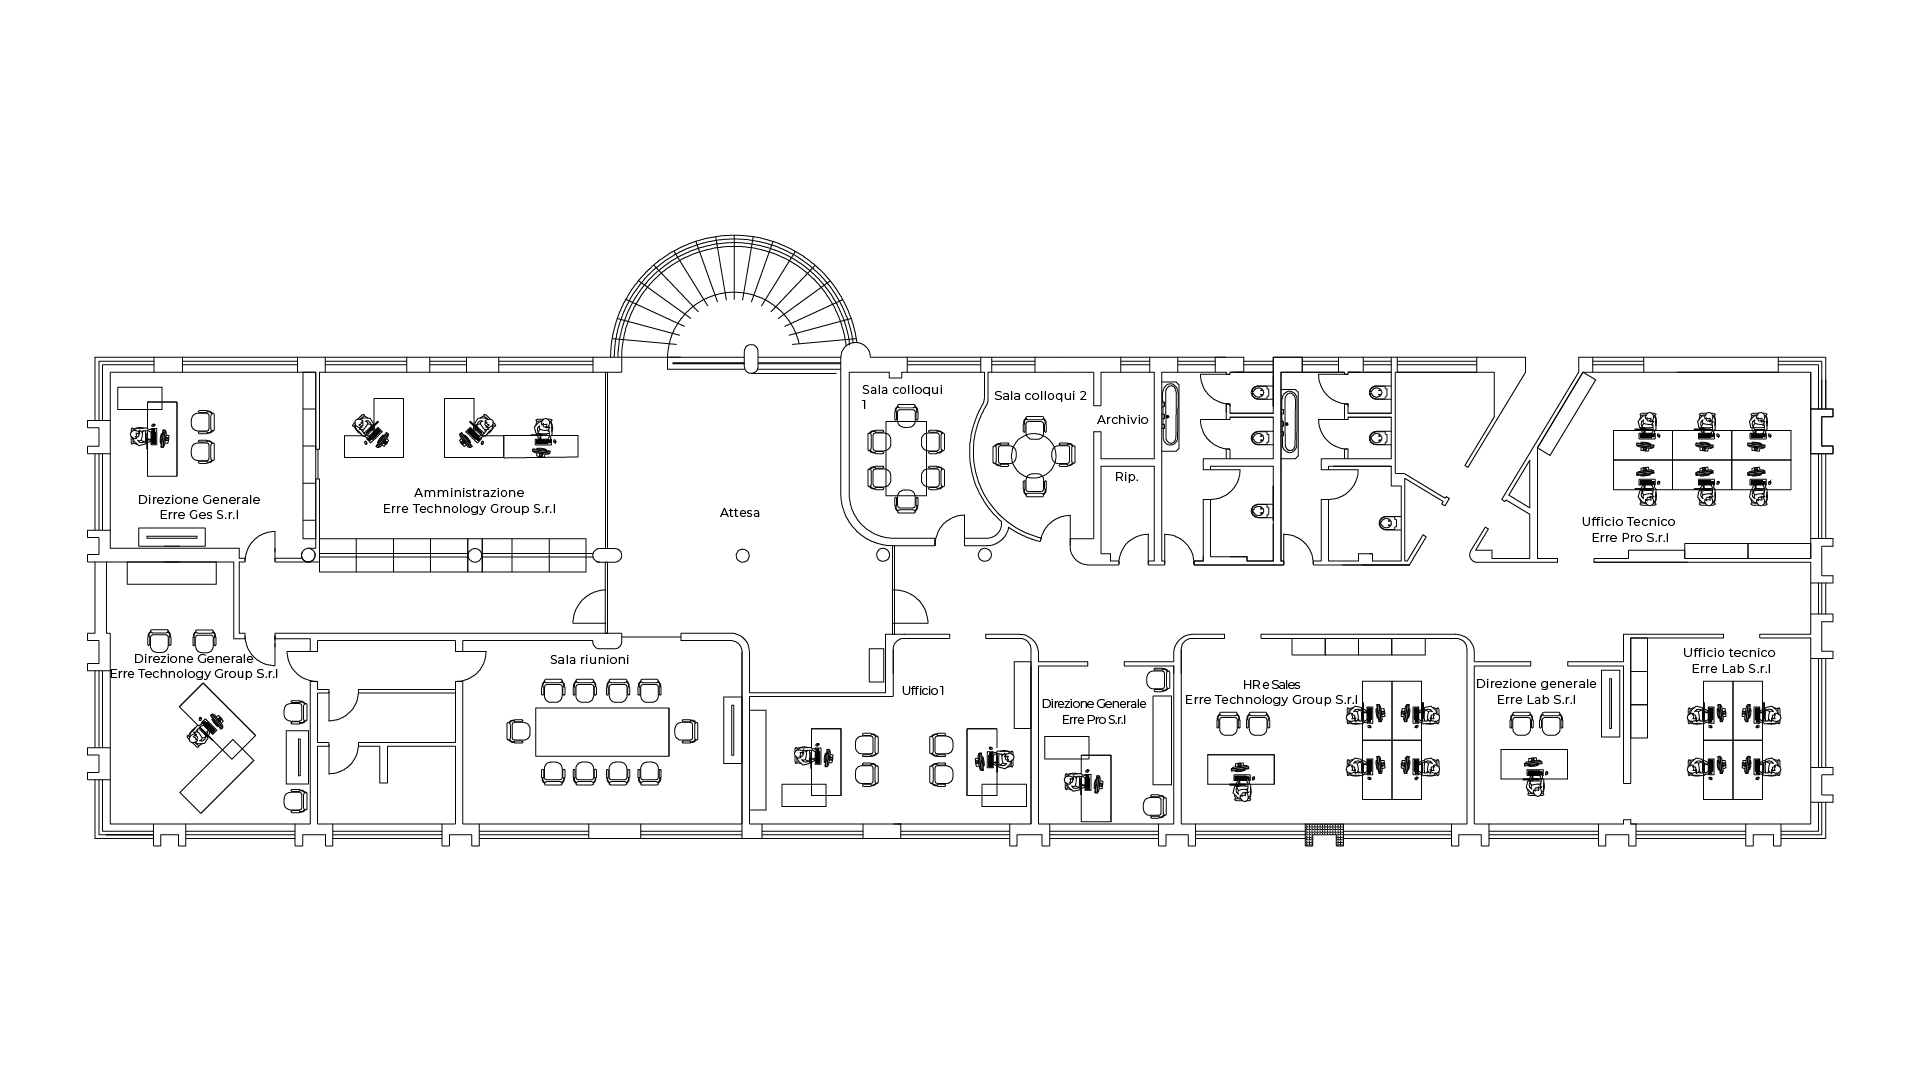 Sala colloqui
1
Sala colloqui 2
Archivio
Rip.
Direzione Generale
Erre Ges S.r.l
Amministrazione
Erre Technology Group S.r.l
Attesa
Ufficio Tecnico
Erre Pro S.r.l
Direzione Generale
Erre Technology Group S.r.l
Sala riunioni
Ufficio 1
Direzione Generale
Erre Pro S.r.l
HR e Sales
Erre Technology Group S.r.l
Direzione generale
Erre Lab S.r.l
Ufficio tecnico
Erre Lab S.r.l